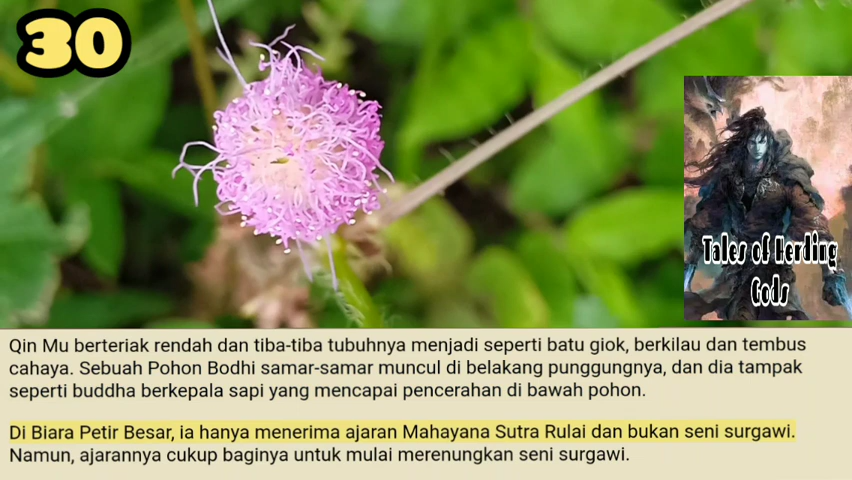 30
Tales of Herding
Gods
Qin Mu berteriak rendah dan tiba-tiba tubuhnya menjadi seperti batu giok, berkilau dan tembus
cahaya. Sebuah Pohon Bodhi samar-samar muncul di belakang punggungnya, dan dia tampak
seperti buddha berkepala sapi yang mencapai pencerahan di bawah pohon.
Di Biara Petir Besar, ia hanya menerima ajaran Mahayana Sutra Rulai dan bukan seni surgawi.
Namun, ajarannya cukup baginya untuk mulai merenungkan seni surgawi.